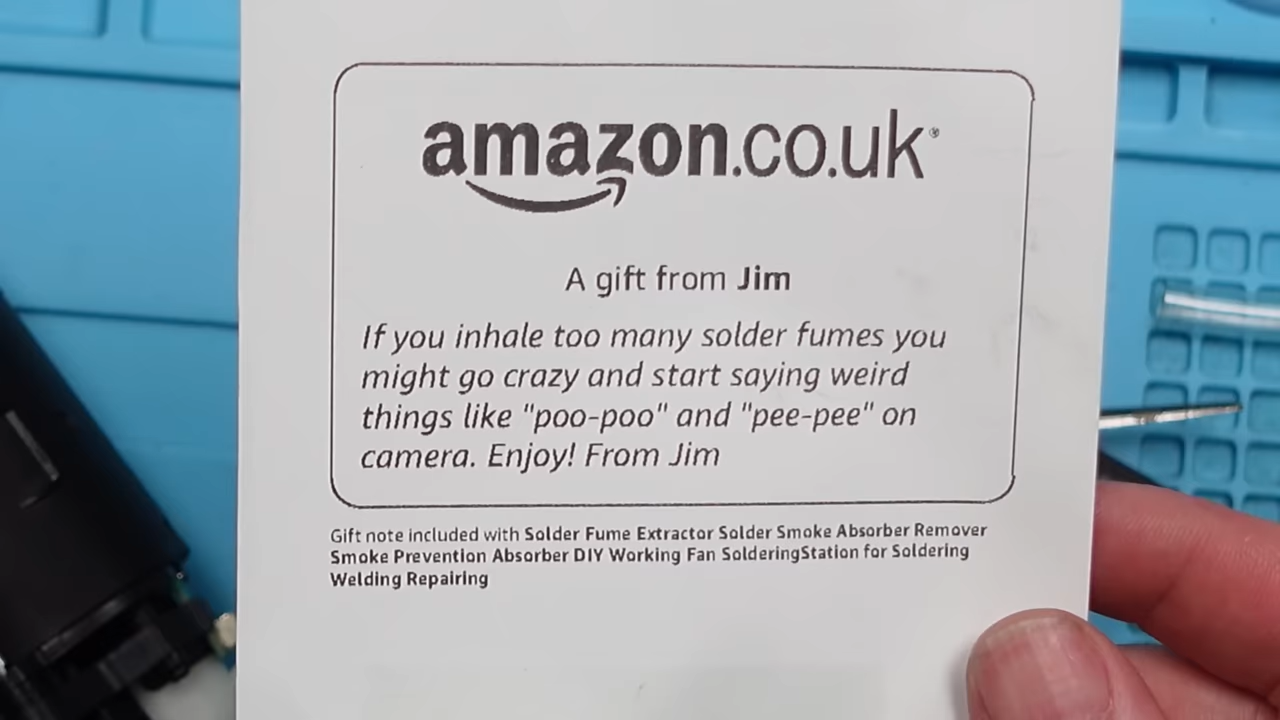 amazon.co.uk®
A gift from Jim
If you inhale too many solder fumes you
might go crazy and start saying weird
things like "poo-poo" and "pee-pee" on
camera. Enjoy! From Jim
Gift note included with Solder Fume Extractor Solder Smoke Absorber Remover
Smoke Prevention Absorber DIY Working Fan SolderingStation for Soldering
Welding Repairing